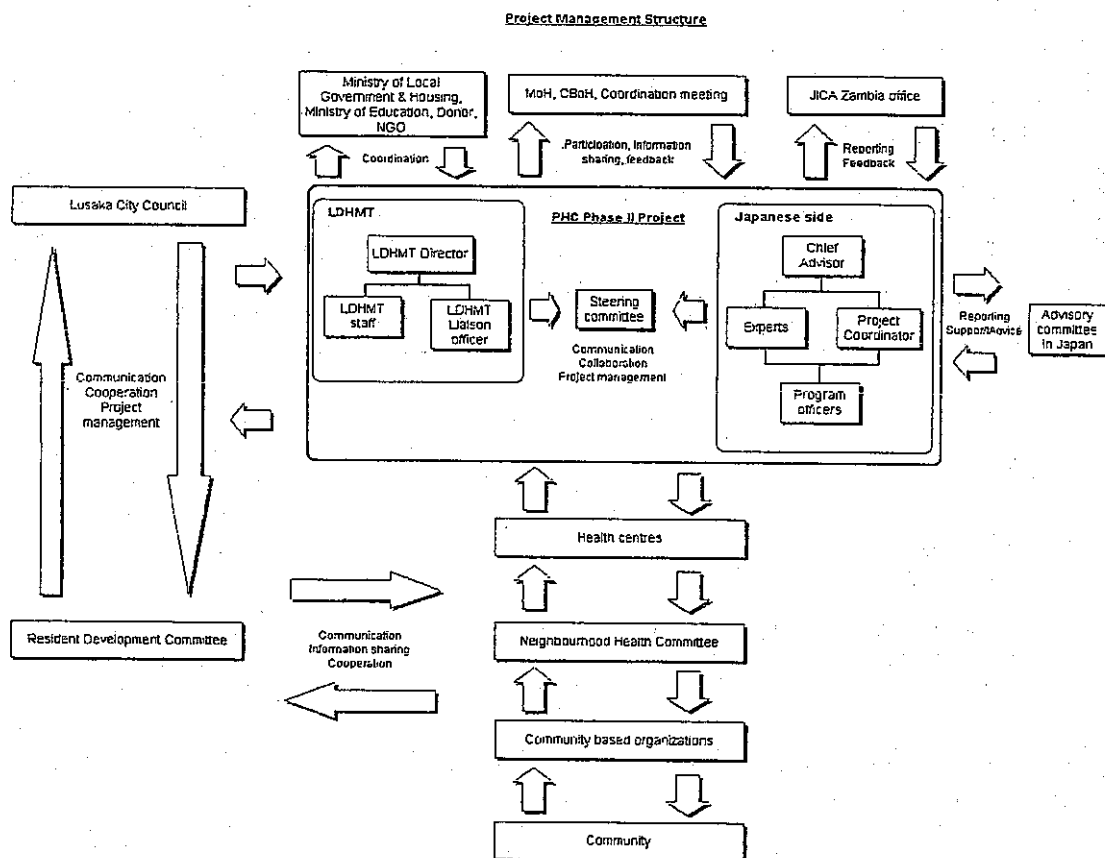 Project Management Structure
Ministry of Local
Government & Housing,
Ministry of Education, Donor,
NGO
MoH, CBoH, Coordination meeting
JICA Zambia office
Coordination
.Participation, Information
sharing, feedback
Reporting
Feedback
Lusaka City Council
LDHMT
PHC Phase II Project
Japanese side
LDHMT Director
LDHMT
staff
LDHMT
Liaison
officer
Steering
committee
Communication
Collaboration
Project management
Chief
Advisor
Experts
Project
Coordinator
Program
officers
Reporting
Support/Advice
Advisory
committee
in Japan
Communication
Cooperation
Project
management
Health centres
Resident Development Committee
Communication
Information sharing
Cooperation
Neighbourhood Health Committee
Community based organizations
Community